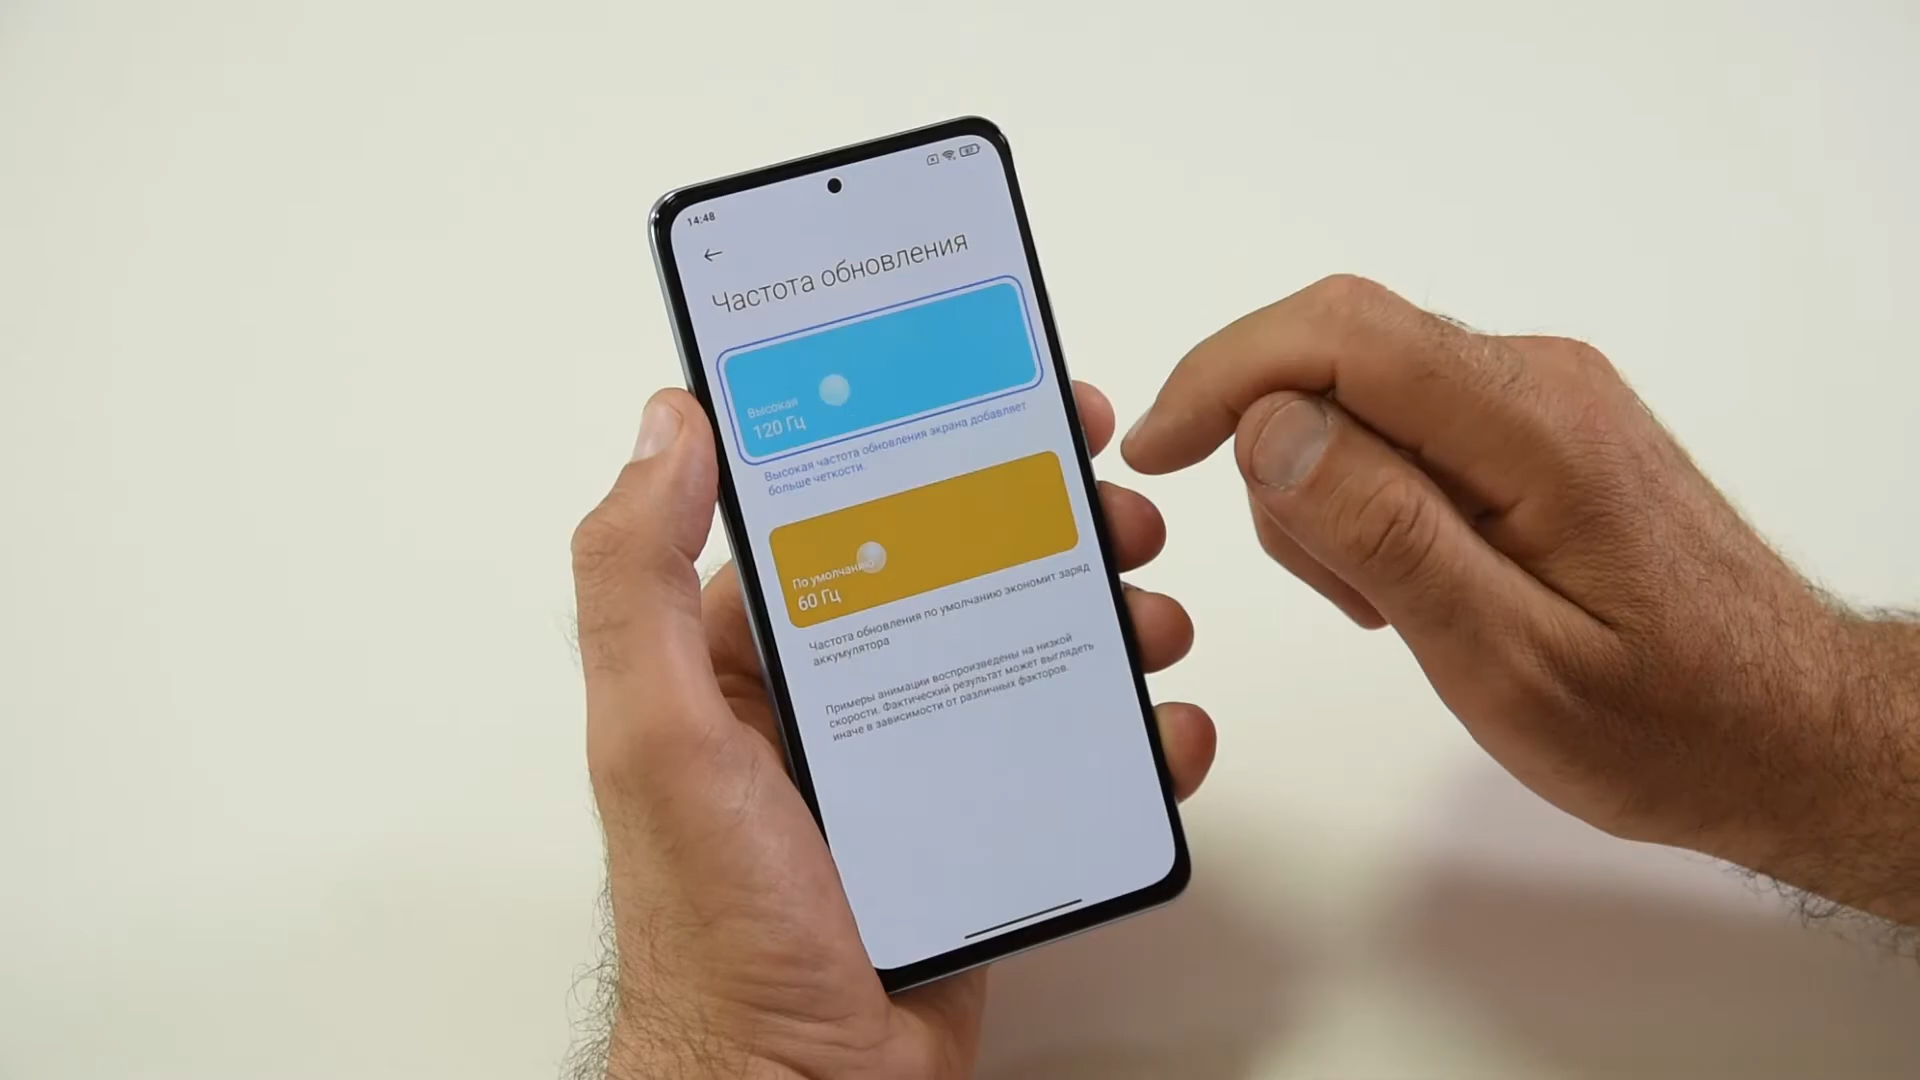 14:48
Частота обновления
Высокая
120 Гц
Высокая частота обновления экрана добавляет
больше четкости.
По умолчанию
60 Гц
Частота обновления по умолчанию экономит заряд
аккумулятора
Примеры анимации воспроизведены на низкой
скорости. Фактический результат может выглядеть
иначе в зависимости от различных факторов.